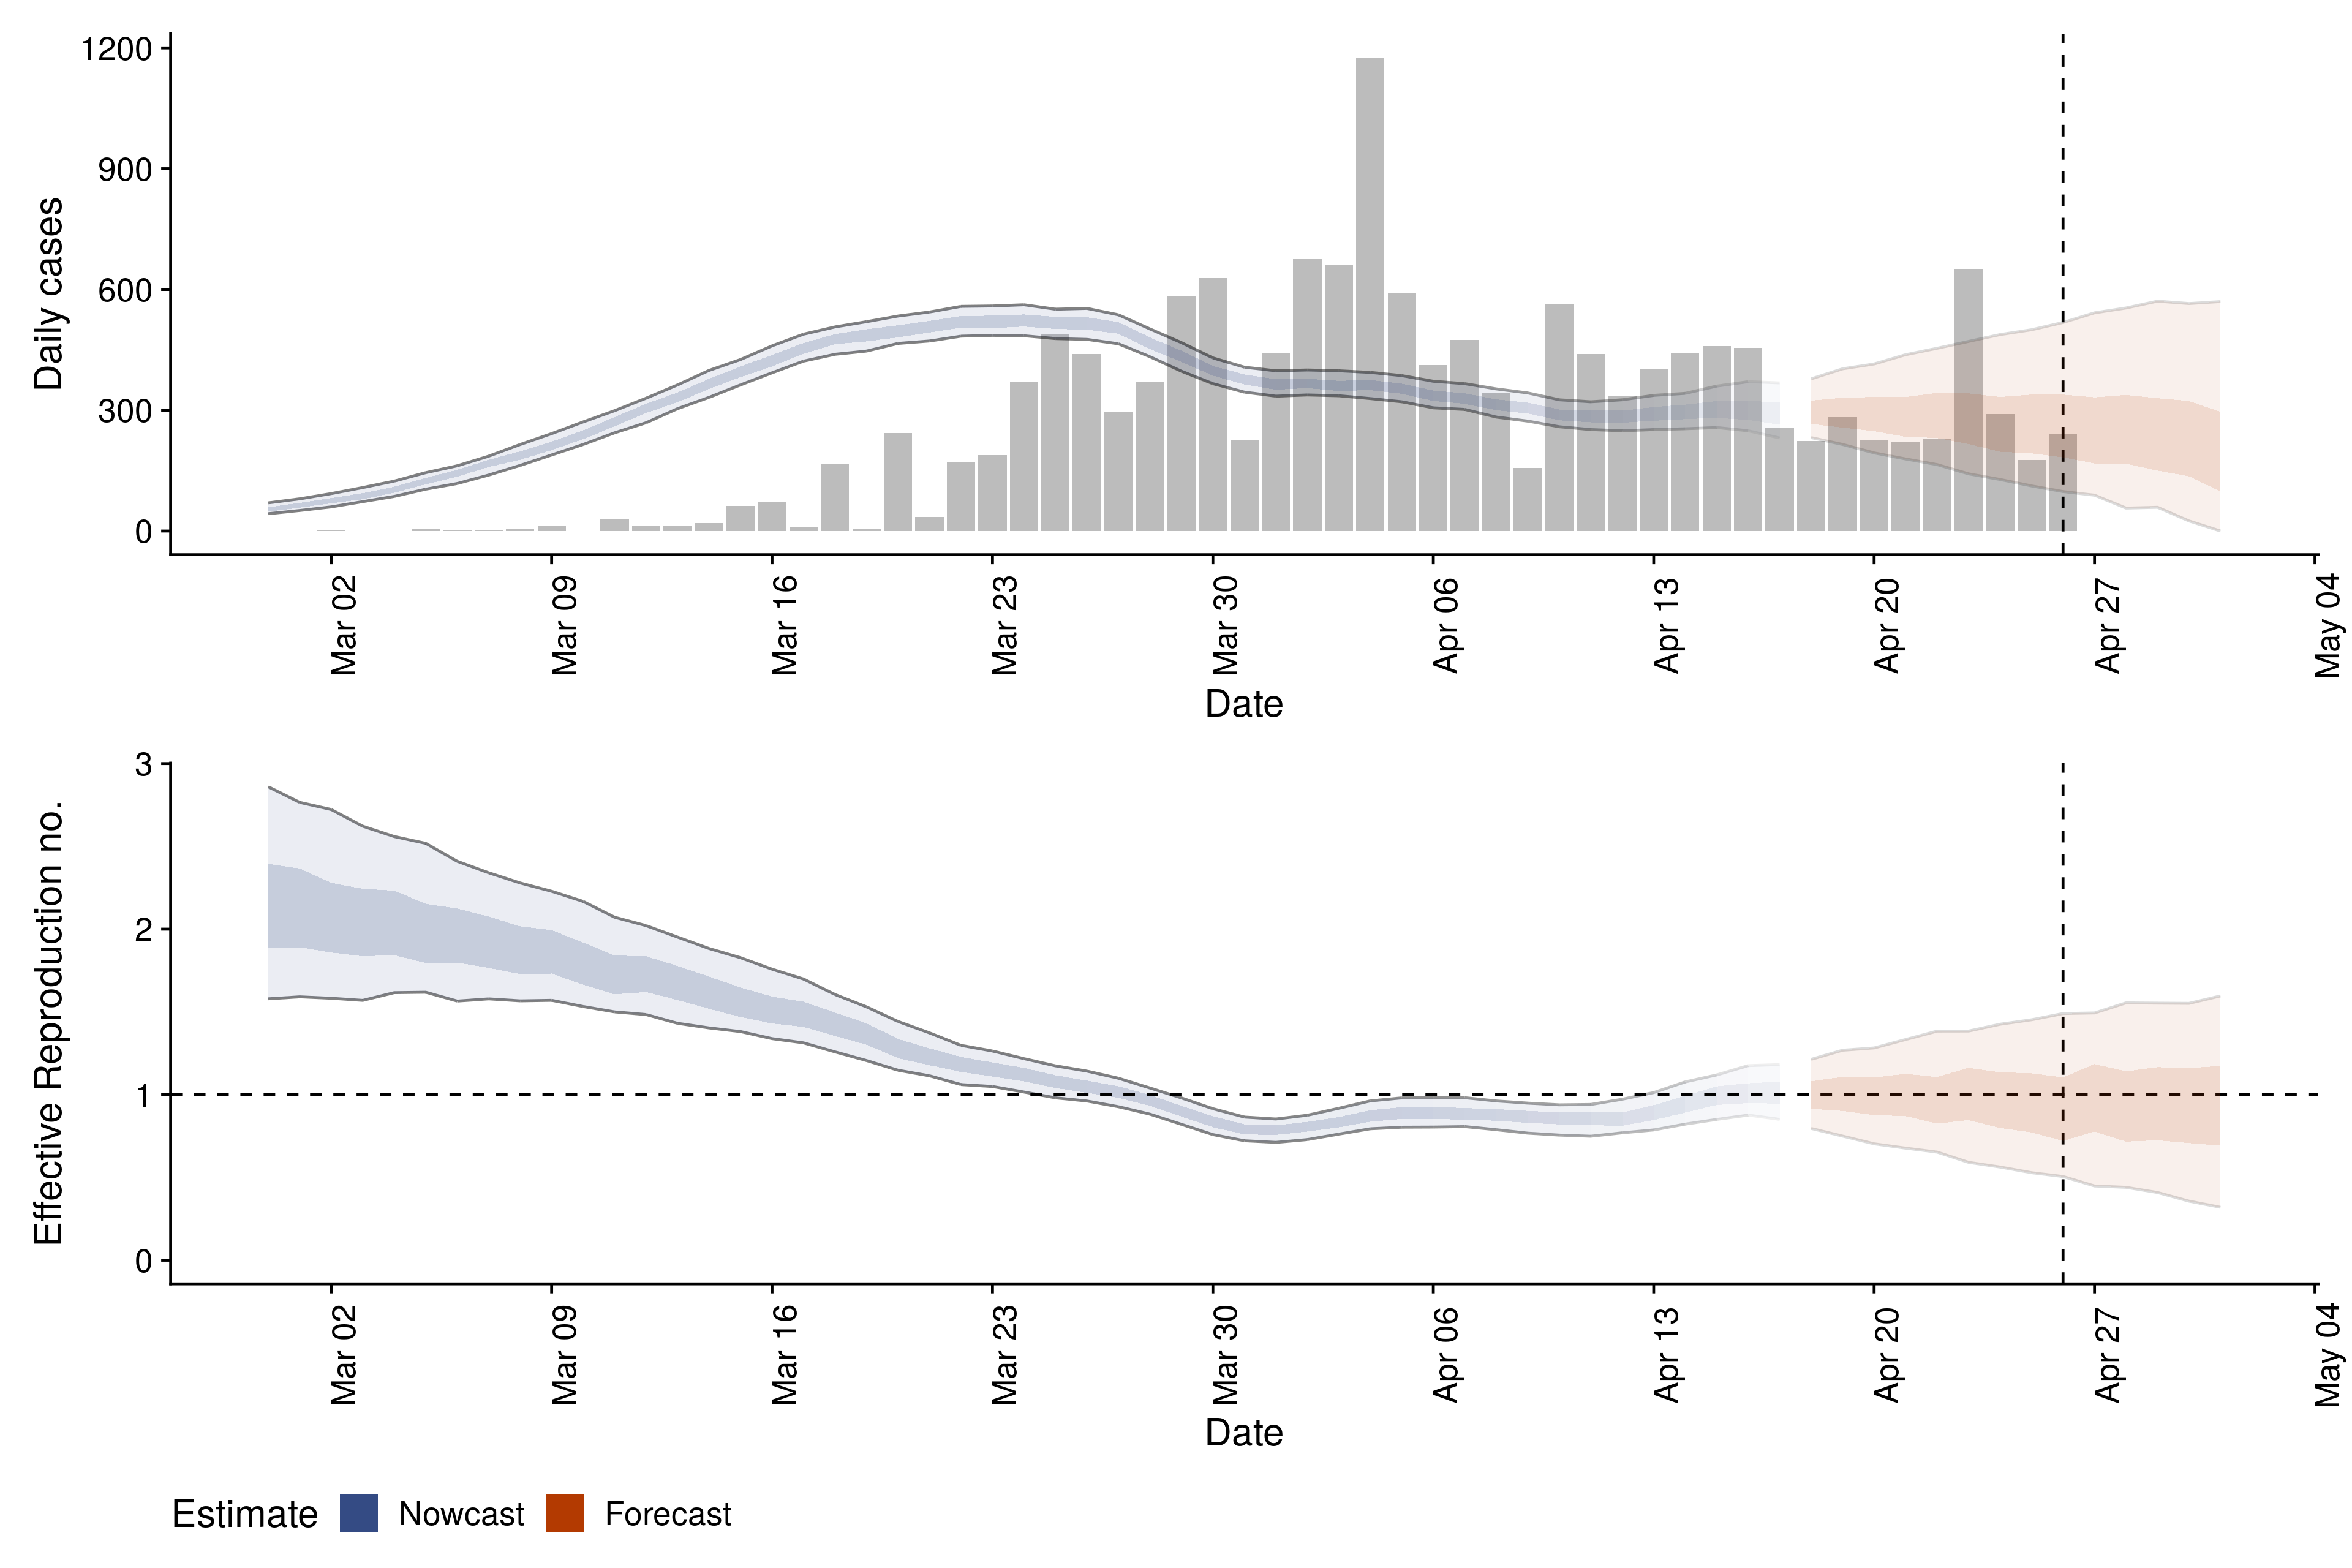 1200
900
600
300
0
Daily cases
Mar 02
Mar 09
Mar 16
Mar 23
Mar 30
Apr 06
Apr 13
Apr 20
Apr 27
May 04
Date
3
2
1
0
Effective Reproduction no.
Mar 02
Mar 09
Mar 16
Mar 23
Mar 30
Apr 06
Apr 13
Apr 20
Apr 27
May 04
Date
Estimate Nowcast Forecast